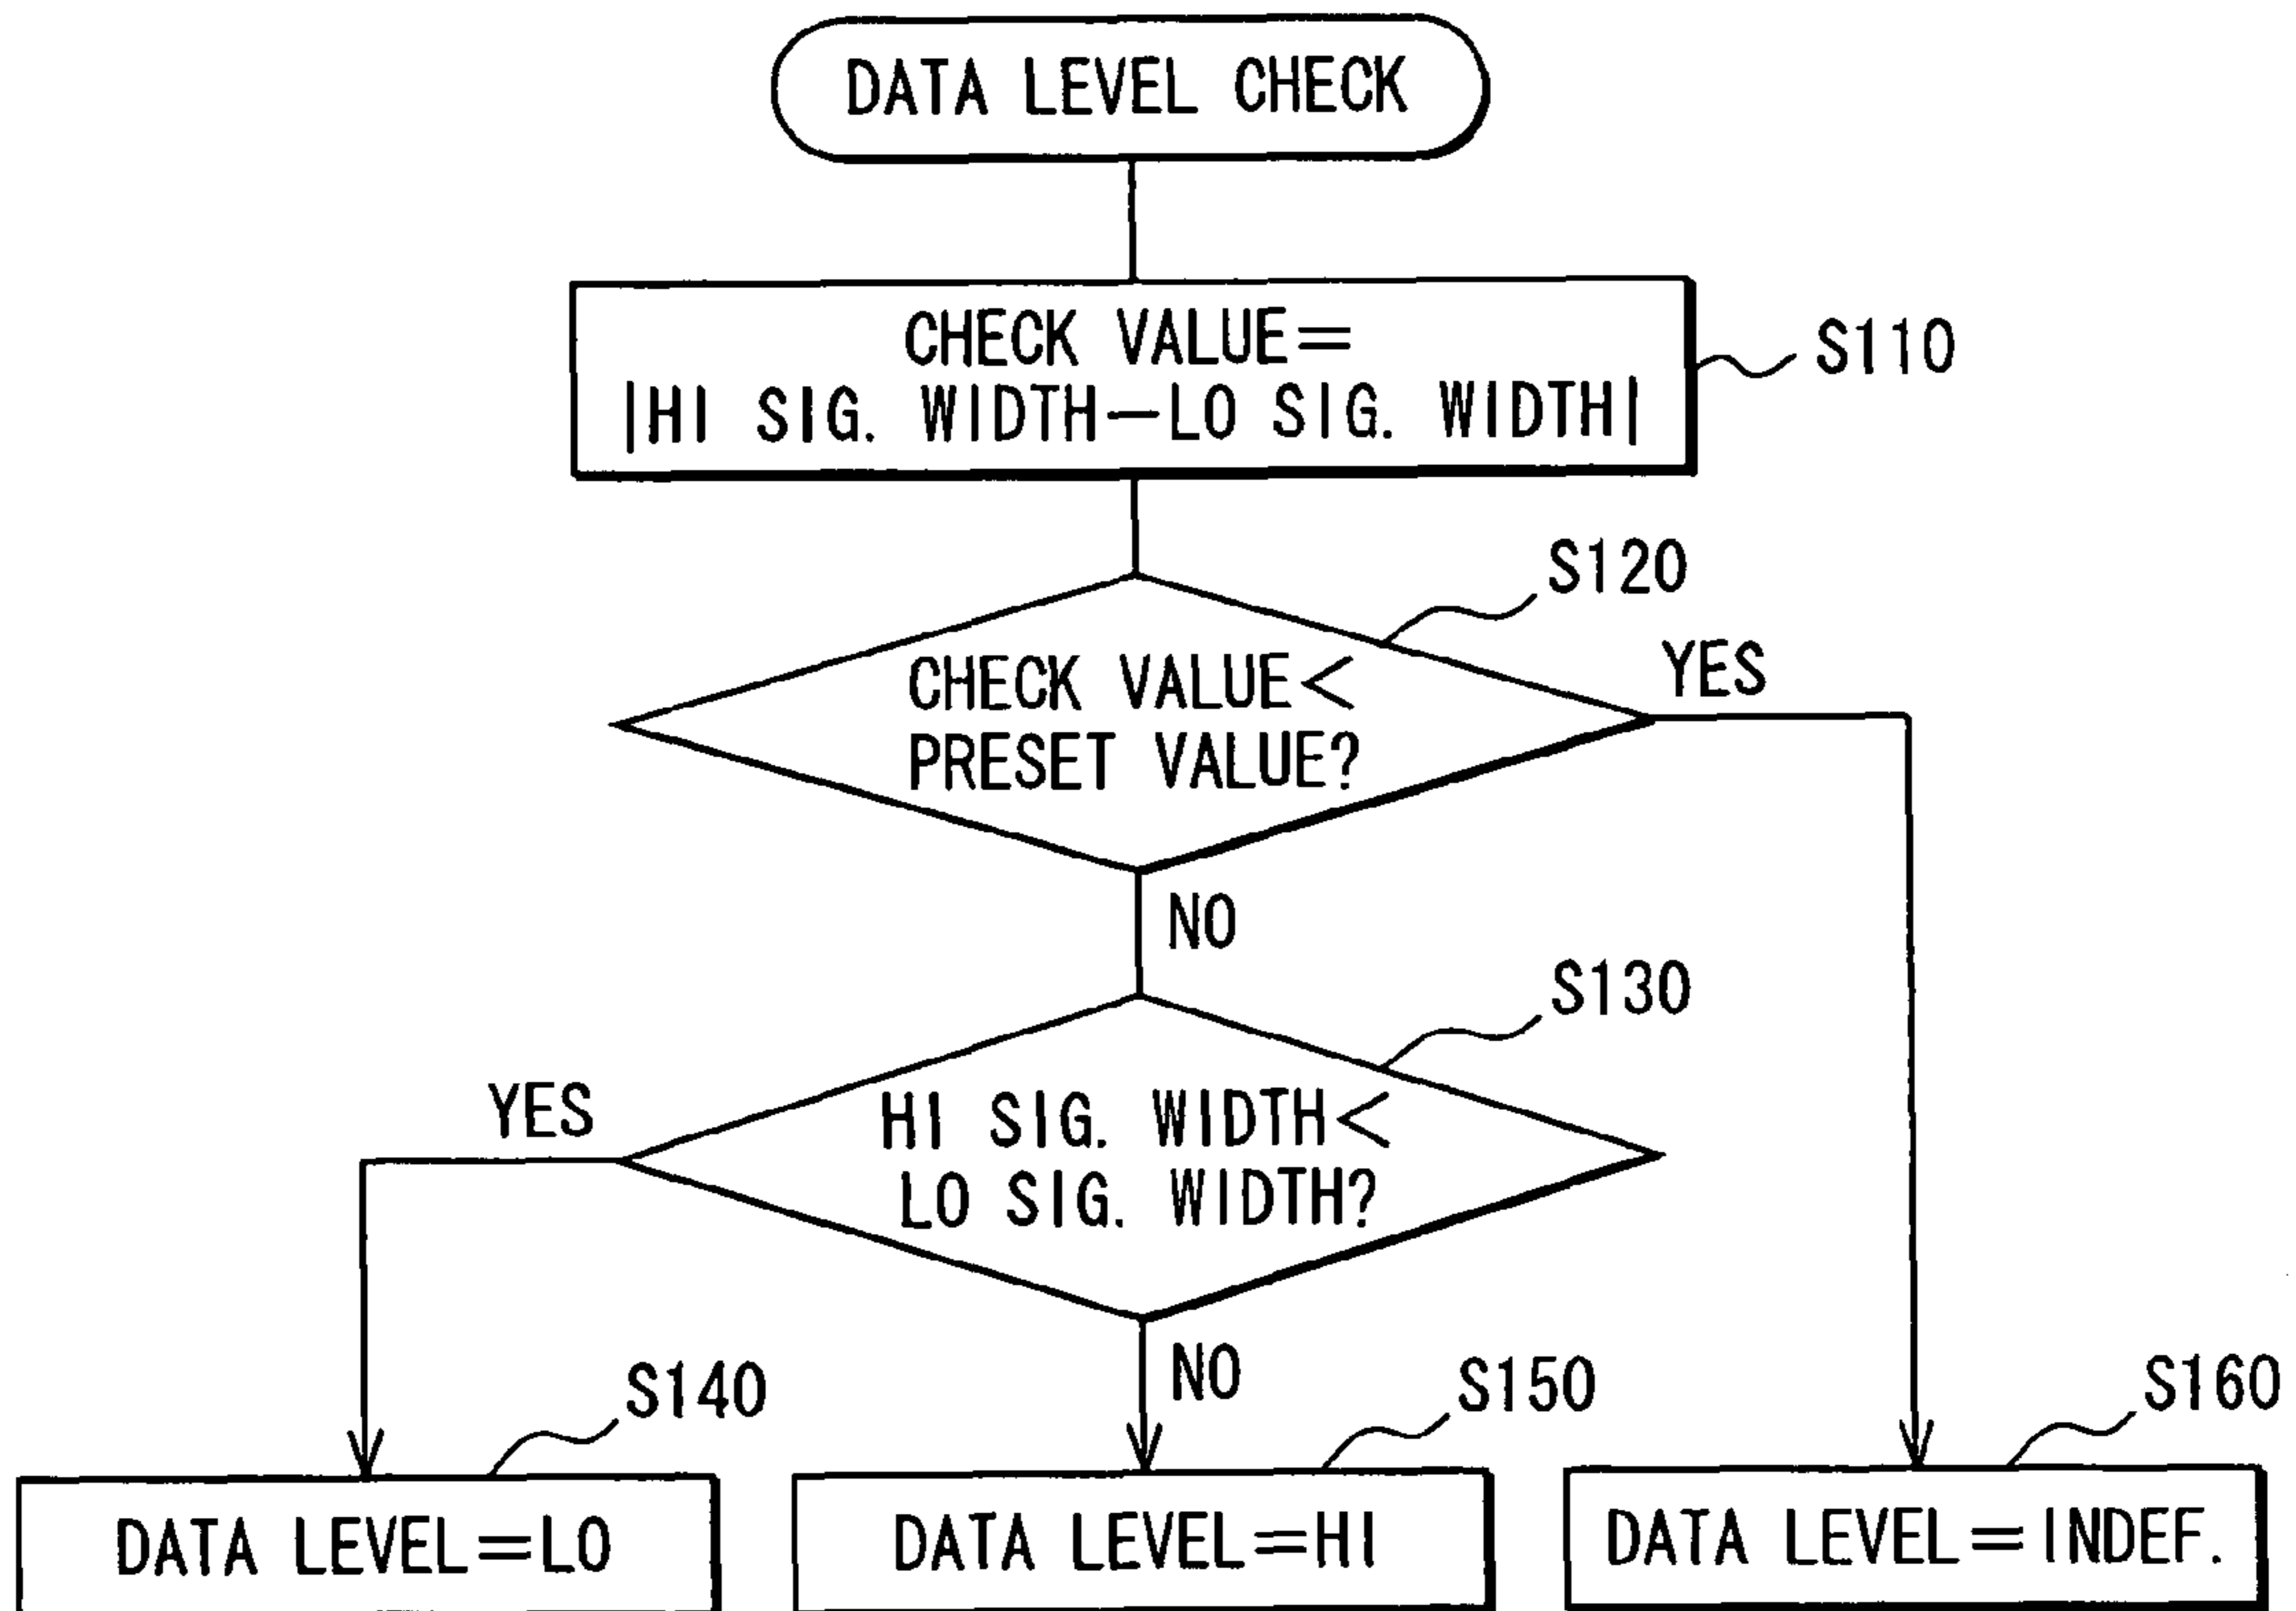 DATA LEVEL CHECK
CHECK VALUE=
|HI SIG. WIDTH—LO SIG. WIDTH|
S110
S120
CHECK VALUE<
PRESET VALUE?
YES
NO
S130
HI SIG. WIDTH<
LO SIG. WIDTH?
YES
NO
S140
S150
S160
DATA LEVEL=LO
DATA LEVEL=HI
DATA LEVEL=INDEF.